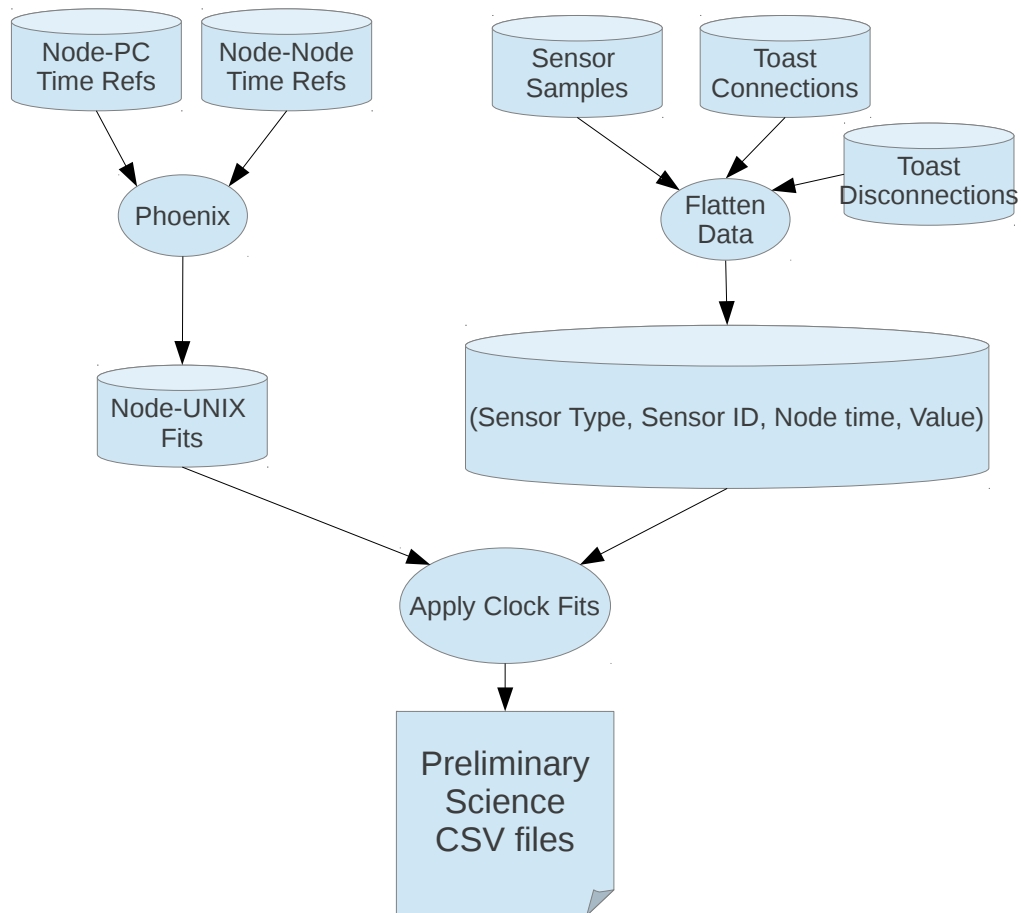 Node-PC
Time Refs
Node-Node
Time Refs
Sensor
Samples
Toast
Connections
Toast
Disconnections
Phoenix
Flatten
Data
Node-UNIX
Fits
(Sensor Type, Sensor ID, Node time, Value)
Apply Clock Fits
Preliminary
Science
CSV files